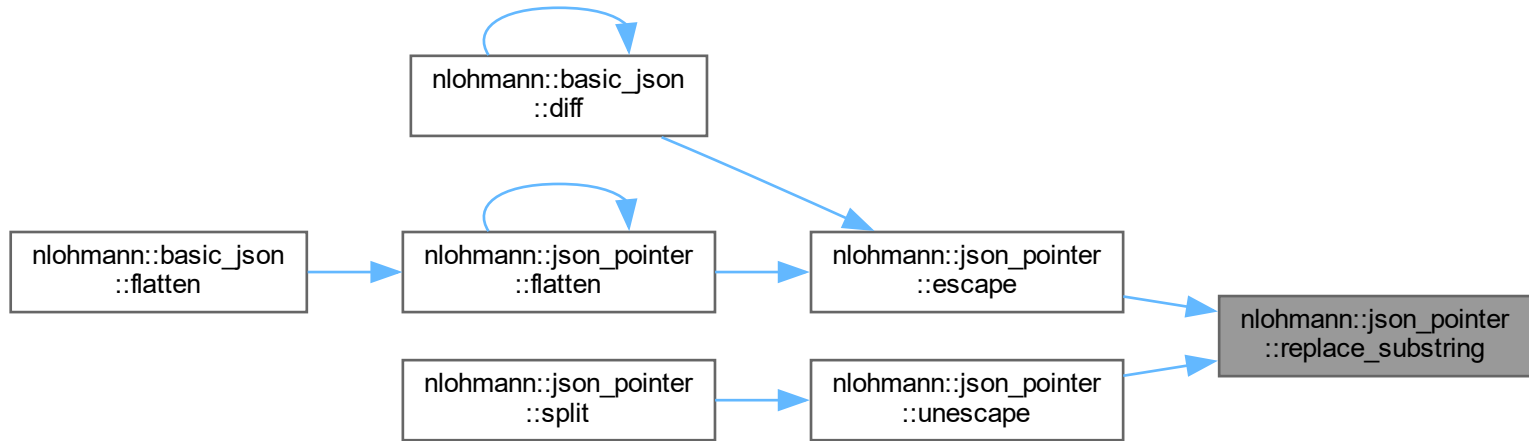 nlohmann::basic_json
::diff
nlohmann::basic_json
::flatten
nlohmann::json_pointer
::flatten
nlohmann::json_pointer
::escape
nlohmann::json_pointer
::replace_substring
nlohmann::json_pointer
::split
nlohmann::json_pointer
::unescape